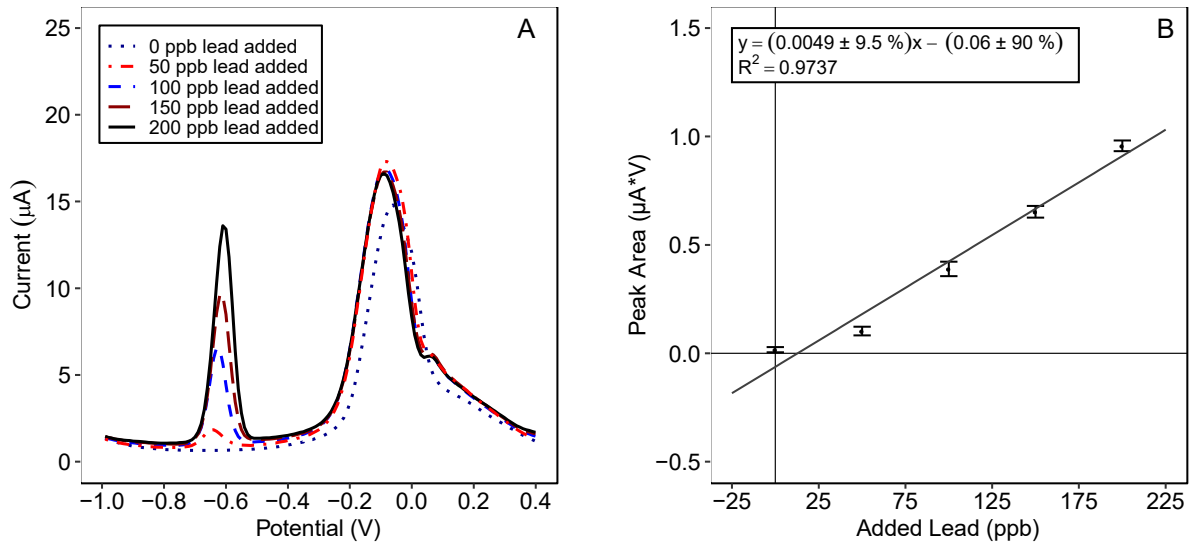 A
0 ppb lead added
50 ppb lead added
100 ppb lead added
150 ppb lead added
200 ppb lead added
25
20
15
10
5
0
Current (μA)
−1.0 −0.8 −0.6 −0.4 −0.2 0.0 0.2 0.4
Potential (V)
B
y = (0.0049 ± 9.5 %)x − (0.06 ± 90 %)
R² = 0.9737
1.5
1.0
0.5
0.0
−0.5
Peak Area (µA*V)
−25 0 25 75 125 175 225
Added Lead (ppb)